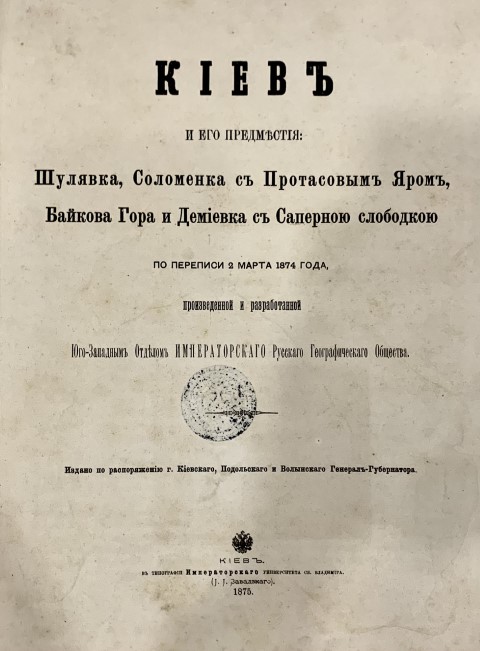 КІЕВЪ
И ЕГО ПРЕДМѢСТІЯ:
Шулявка, Соломенка съ Протасовымъ Яромъ,
Байкова Гора и Деміевка съ Саперною слободкою
ПО ПЕРЕПИСИ 2 МАРТА 1874 ГОДА,
произведенной и разработанной
Юго-Западнымъ Отдѣломъ ИМПЕРАТОРСКАГО Русскаго Географическаго Общества.
Издано по распоряженію г. Кіевскаго, Подольскаго и Волынскаго Генералъ-Губернатора.
КІЕВЪ.
ВЪ ТИПОГРАФІИ Императорскаго УНИВЕРСИТЕТА СВ. ВЛАДИМІРА.
(І. І. Завадзкаго).
1875.